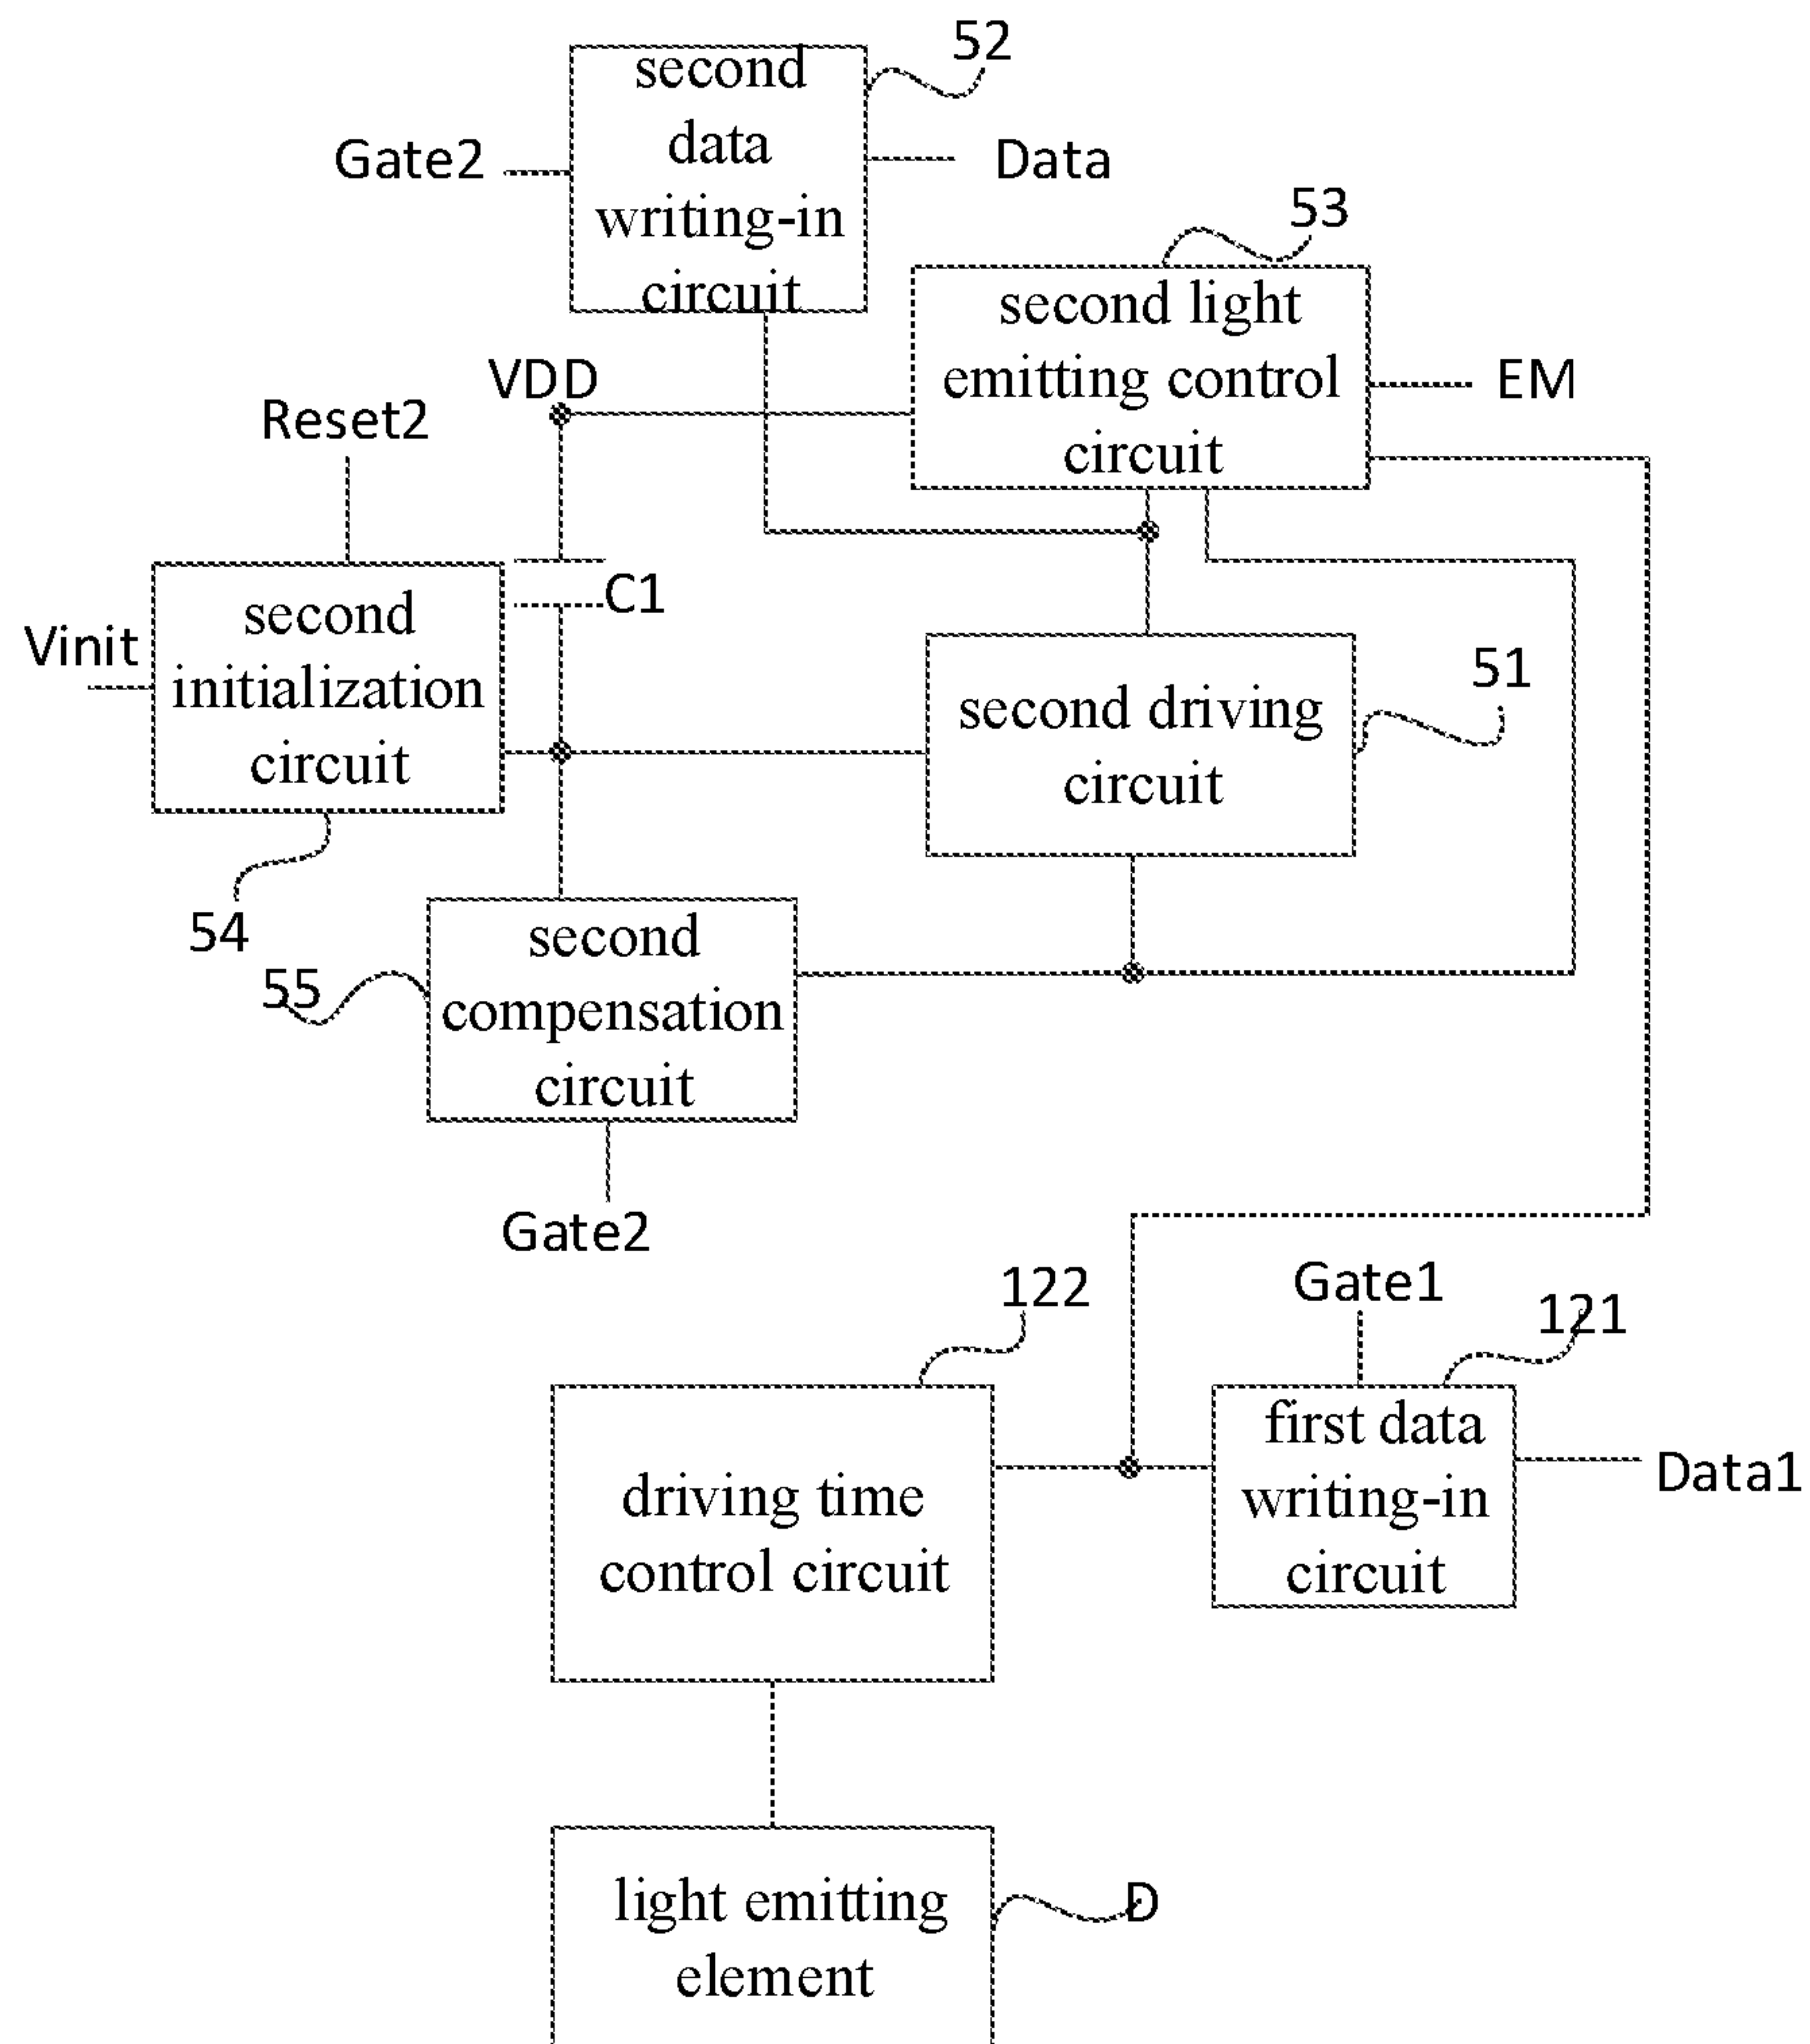 52
second
data
writing-in
circuit
Gate2
Data
53
second light
emitting control
circuit
EM
VDD
Reset2
C1
second
initialization
circuit
Vinit
second driving
circuit
51
54
55
second
compensation
circuit
Gate2
122
Gate1
121
first data
writing-in
circuit
Data1
driving time
control circuit
light emitting
element
D